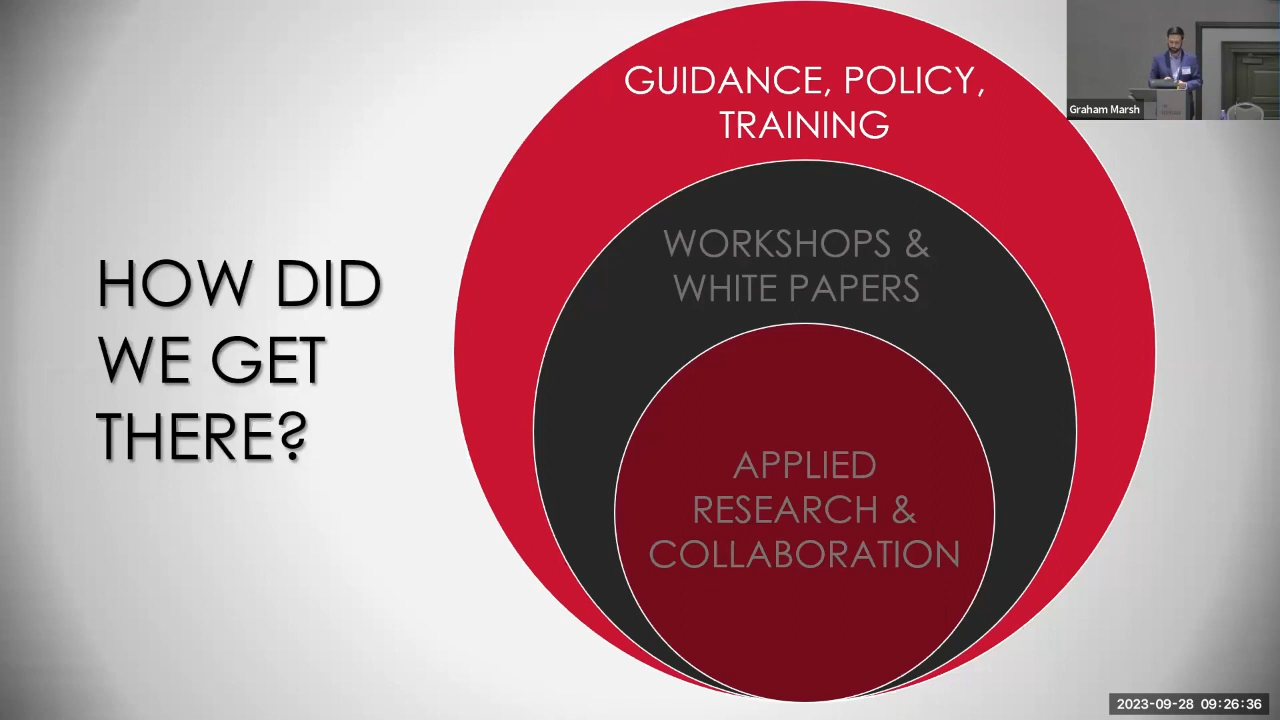 HOW DID
WE GET
THERE?
GUIDANCE, POLICY,
TRAINING
WORKSHOPS &
WHITE PAPERS
APPLIED
RESEARCH &
COLLABORATION
Graham Marsh
2023-09-28 09:26:36